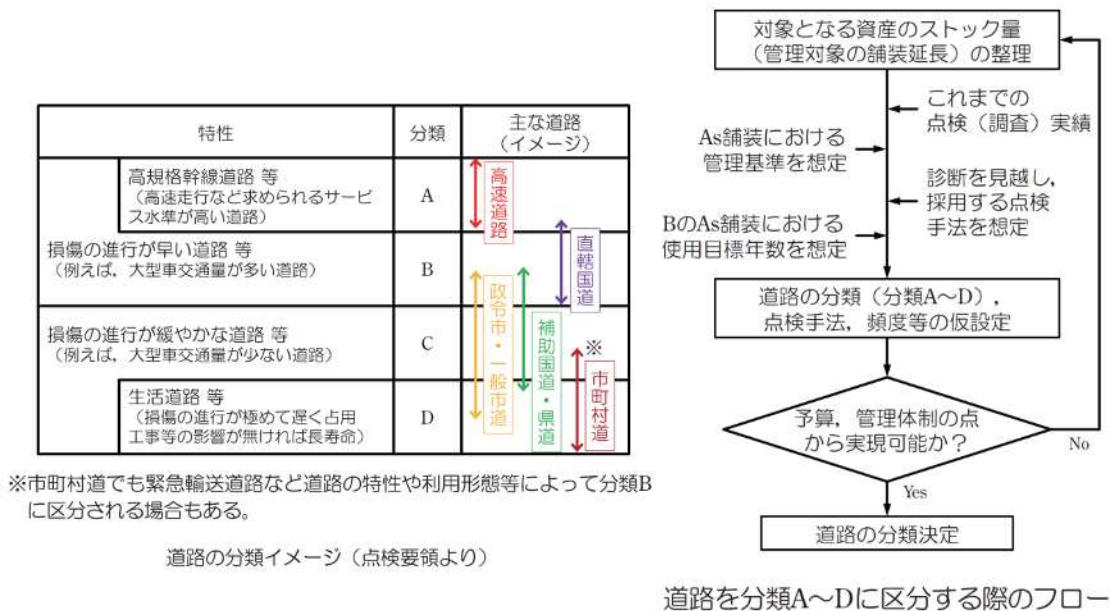 特性
分類
主な道路
（イメージ）
高規格幹線道路 等
（高速走行など求められるサービ
ス水準が高い道路）
A
損傷の進行が早い道路 等
（例えば，大型車交通量が多い道路）
B
損傷の進行が緩やかな道路 等
（例えば，大型車交通量が少ない道路）
C
生活道路 等
（損傷の進行が極めて遅く占用
工事等の影響が無ければ長寿命）
D
高速道路
直轄国道
政令市・一般市道
補助国道・県道
※
市町村道
※市町村道でも緊急輸送道路など道路の特性や利用形態等によって分類B
に区分される場合もある。
道路の分類イメージ（点検要領より）
対象となる資産のストック量
（管理対象の舗装延長）の整理
これまでの
点検（調査）実績
As舗装における
管理基準を想定
診断を見越し，
採用する点検
手法を想定
BのAs舗装における
使用目標年数を想定
道路の分類（分類A～D），
点検手法，頻度等の仮設定
予算，管理体制の点
から実現可能か？
No
Yes
道路の分類決定
道路を分類A～Dに区分する際のフロー